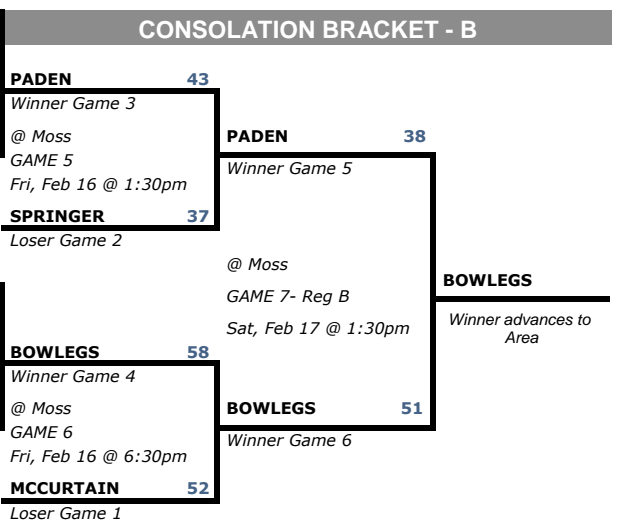 CONSOLATION BRACKET - B
PADEN 43
Winner Game 3
@ Moss
GAME 5
Fri, Feb 16 @ 1:30pm
SPRINGER 37
Loser Game 2
PADEN 38
Winner Game 5
@ Moss
GAME 7- Reg B
Sat, Feb 17 @ 1:30pm
BOWLEGS
Winner advances to
Area
BOWLEGS 58
Winner Game 4
@ Moss
GAME 6
Fri, Feb 16 @ 6:30pm
MCCURTAIN 52
Loser Game 1
BOWLEGS 51
Winner Game 6